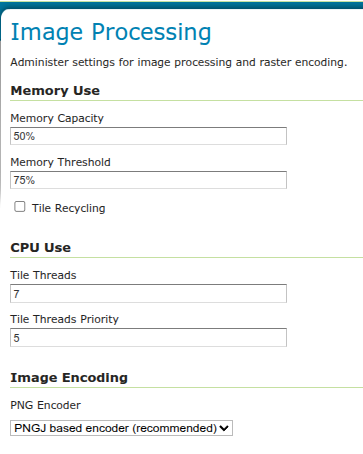 Image Processing
Administer settings for image processing and raster encoding.
Memory Use
Memory Capacity
50%
Memory Threshold
75%
Tile Recycling
CPU Use
Tile Threads
7
Tile Threads Priority
5
Image Encoding
PNG Encoder
PNGJ based encoder (recommended)